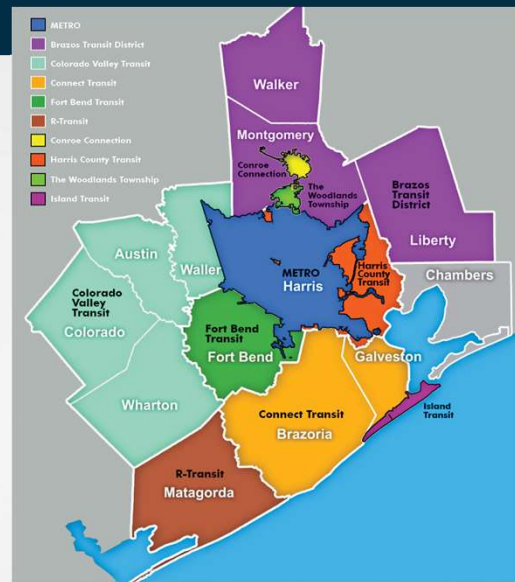 METRO
Brazos Transit District
Colorado Valley Transit
Connect Transit
Fort Bend Transit
R-Transit
Conroe Connection
Harris County Transit
The Woodlands Township
Island Transit
Walker
Montgomery
Conroe
Connection
The
Woodlands
Township
Brazos
Transit
District
Liberty
Austin
Waller
METRO
Harris
Harris
County
Transit
Chambers
Colorado
Valley
Transit
Colorado
Fort Bend
Transit
Fort Bend
Galveston
Wharton
Connect Transit
Brazoria
Island
Transit
R-Transit
Matagorda